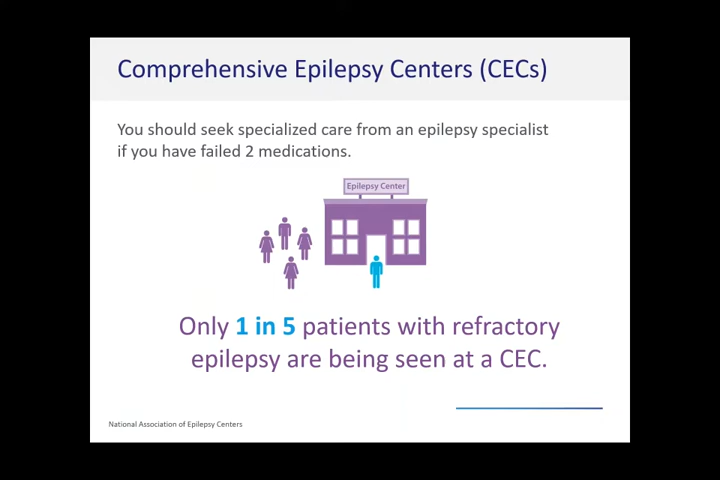 Comprehensive Epilepsy Centers (CECs)
You should seek specialized care from an epilepsy specialist
if you have failed 2 medications.
Epilepsy Center
Only 1 in 5 patients with refractory
epilepsy are being seen at a CEC.
National Association of Epilepsy Centers